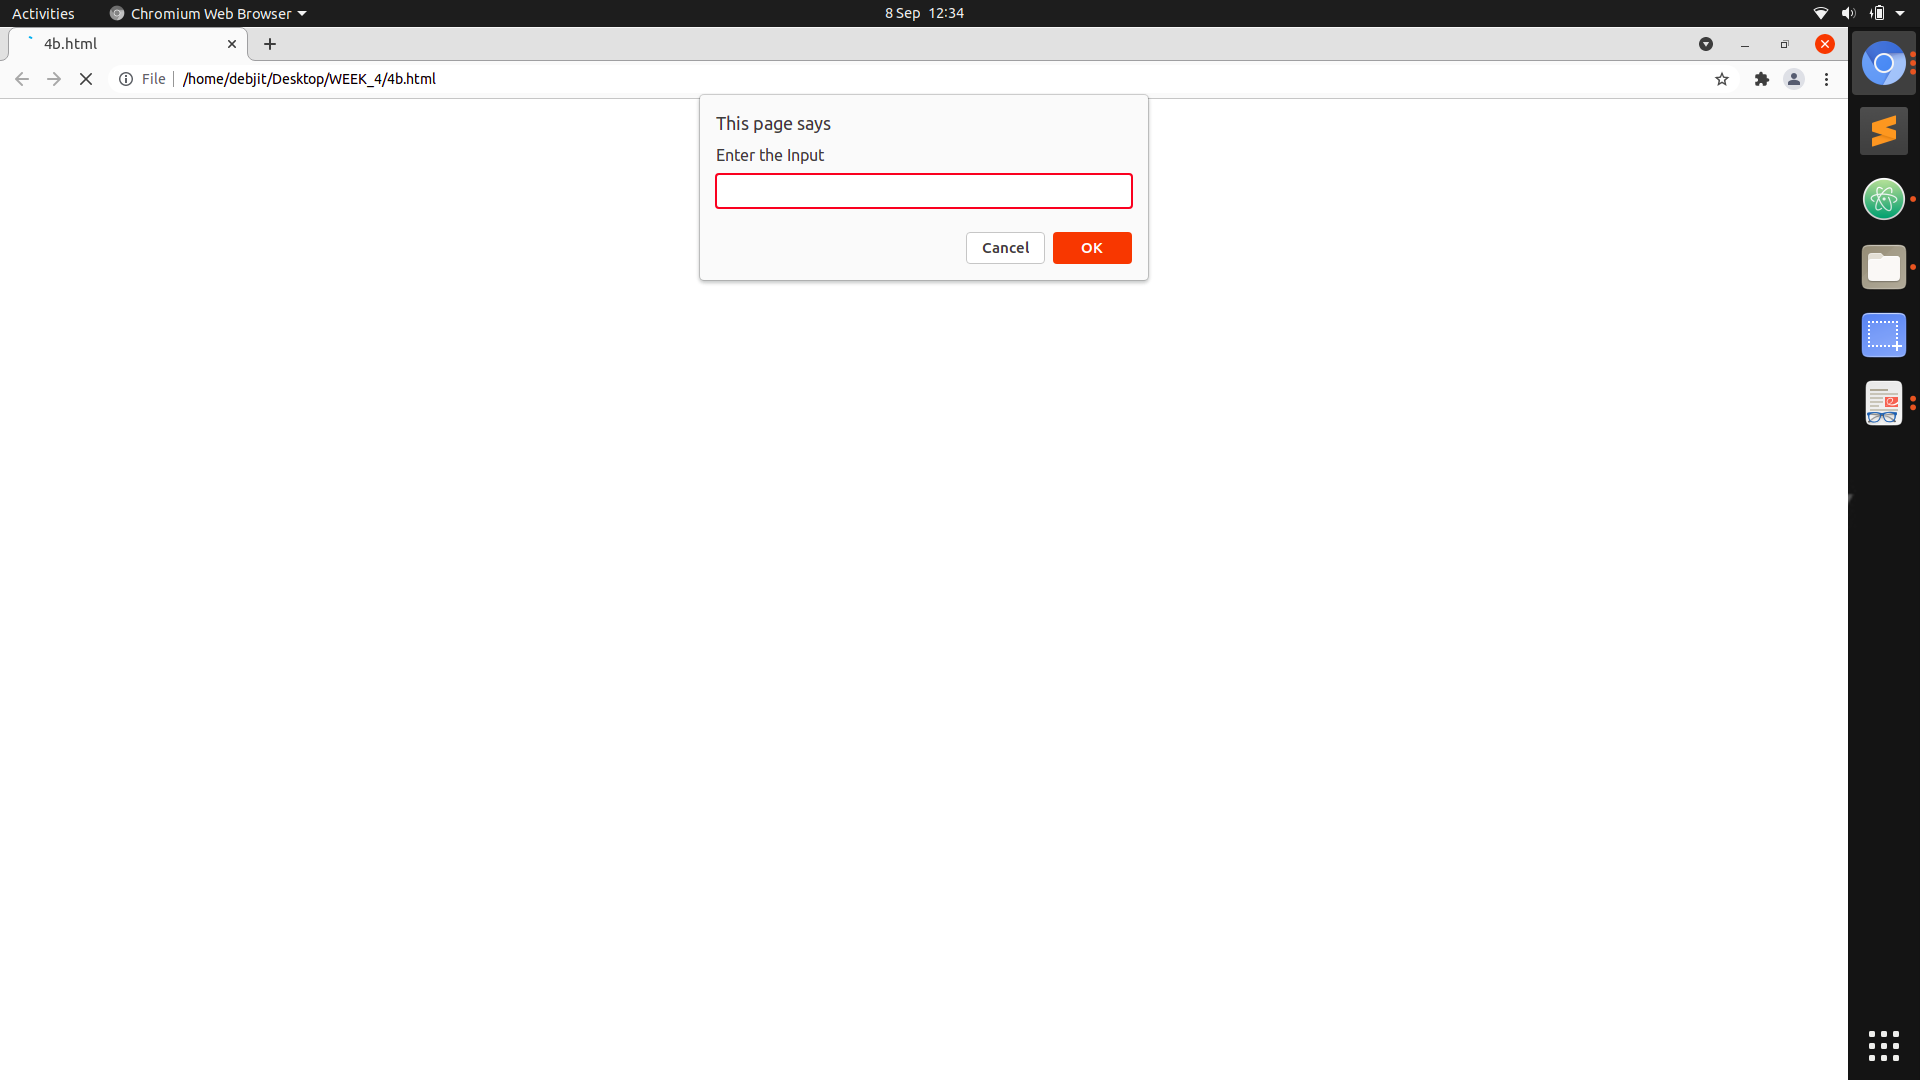 Activities
Chromium Web Browser
8 Sep 12:34
4b.html
File
/home/debjit/Desktop/WEEK_4/4b.html
This page says
Enter the Input
Cancel
OK